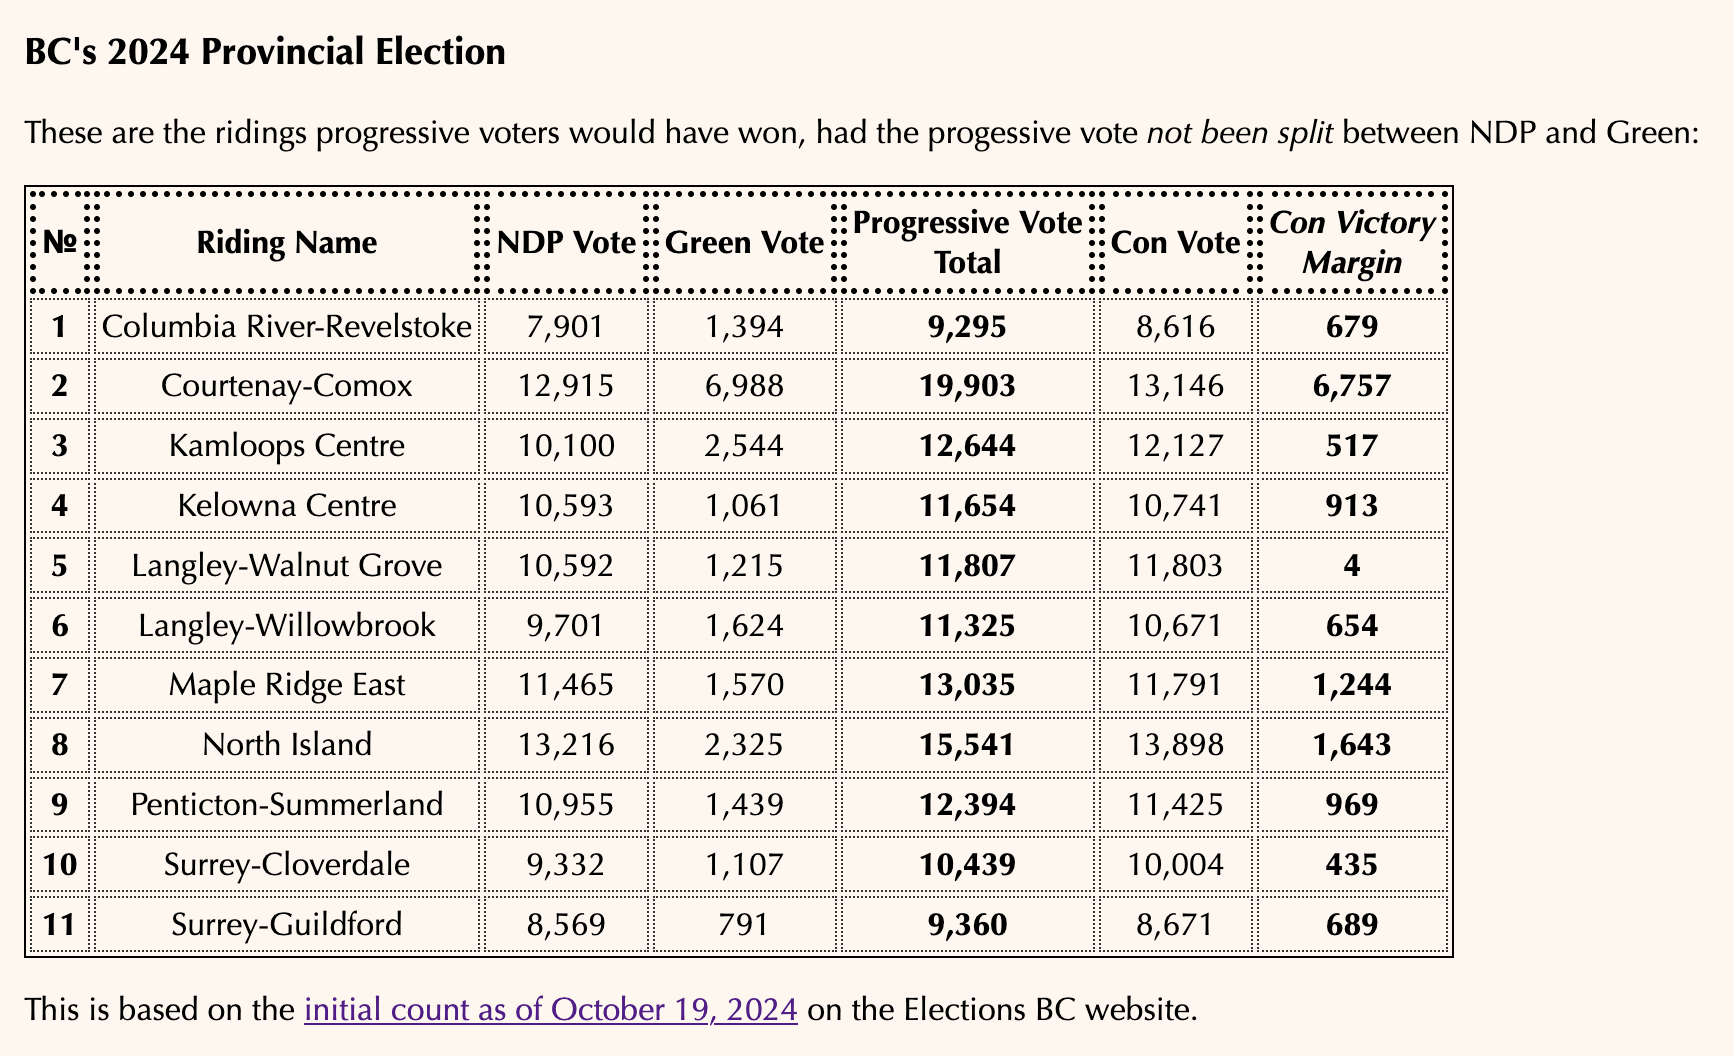 BC's 2024 Provincial Election
These are the ridings progressive voters would have won, had the progessive vote not been split between NDP and Green:
№ Riding Name NDP Vote Green Vote Progressive Vote Total Con Vote Con Victory Margin
1 Columbia River-Revelstoke 7,901 1,394 9,295 8,616 679
2 Courtenay-Comox 12,915 6,988 19,903 13,146 6,757
3 Kamloops Centre 10,100 2,544 12,644 12,127 517
4 Kelowna Centre 10,593 1,061 11,654 10,741 913
5 Langley-Walnut Grove 10,592 1,215 11,807 11,803 4
6 Langley-Willowbrook 9,701 1,624 11,325 10,671 654
7 Maple Ridge East 11,465 1,570 13,035 11,791 1,244
8 North Island 13,216 2,325 15,541 13,898 1,643
9 Penticton-Summerland 10,955 1,439 12,394 11,425 969
10 Surrey-Cloverdale 9,332 1,107 10,439 10,004 435
11 Surrey-Guildford 8,569 791 9,360 8,671 689
This is based on the initial count as of October 19, 2024 on the Elections BC website.